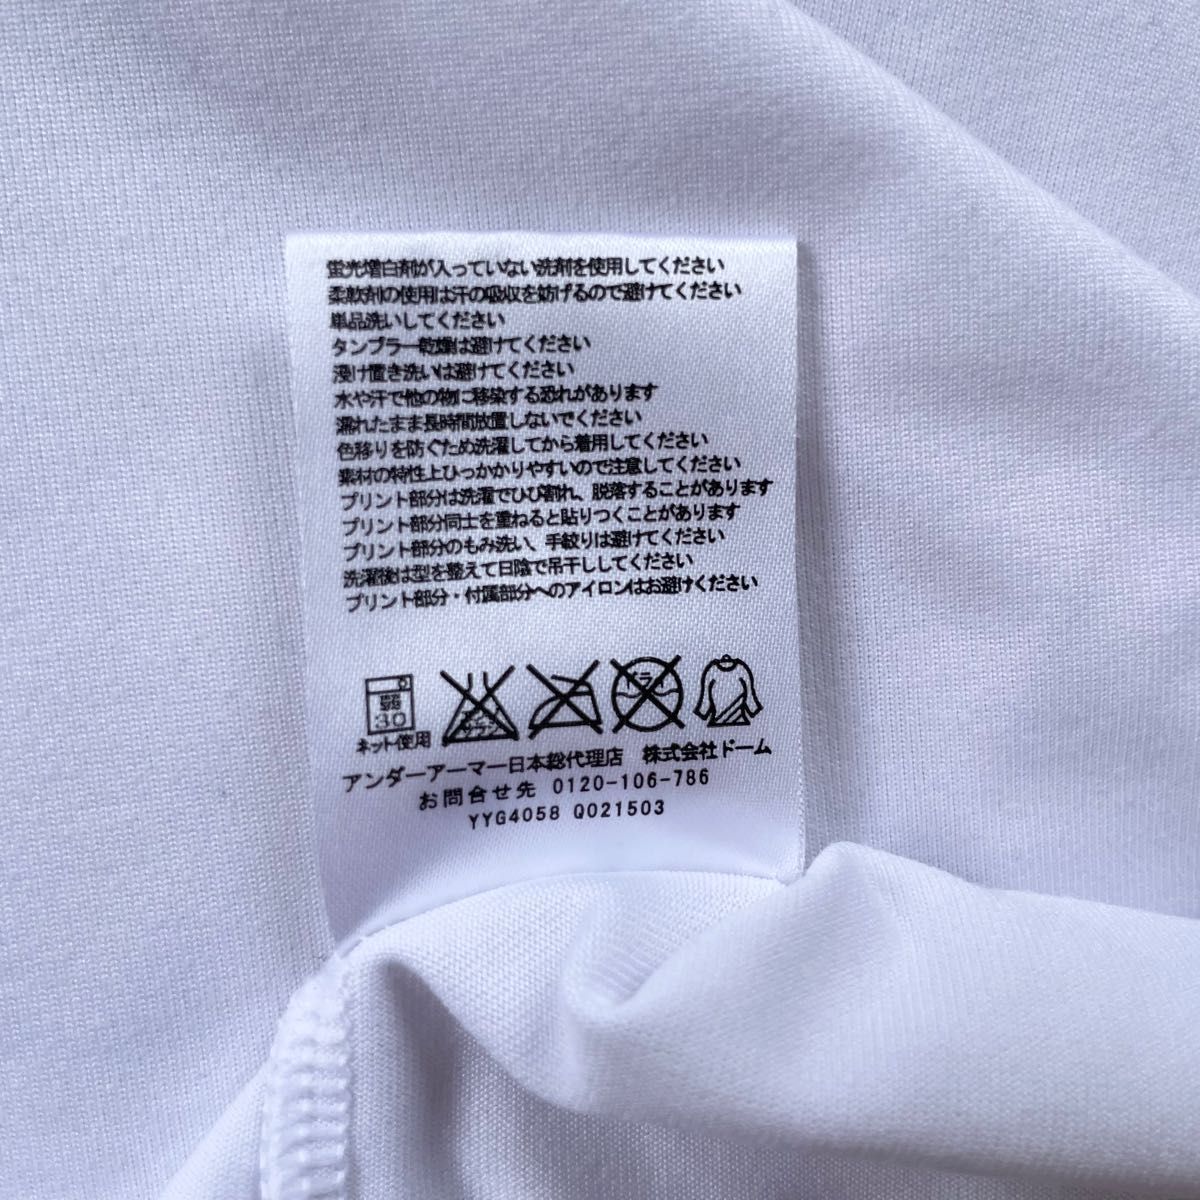 蛍光増白剤が入っていない洗剤を使用してください
柔軟剤の使用は汗の吸収を妨げるので避けてください
単品洗いしてください
タンブラー乾燥は避けてください
浸け置き洗いは避けてください
水や汗で他の物に移染する恐れがあります
濡れたまま長時間放置しないでください
色移りを防ぐため洗濯してから着用してください
素材の特性上ひっかかりやすいので注意してください
プリント部分は洗濯でひび割れ、脱落することがあります
プリント部分同士を重ねると貼りつくことがあります
プリント部分のもみ洗い、手絞りは避けてください
洗濯後は型を整えて日陰で吊干ししてください
プリント部分・付属部分へのアイロンはお避けください
弱
30
エンソ
サラシ
ドライ
ネット使用
アンダーアーマー日本総代理店 株式会社ドーム
お問合せ先 0120-106-786
YYG4058 Q021503